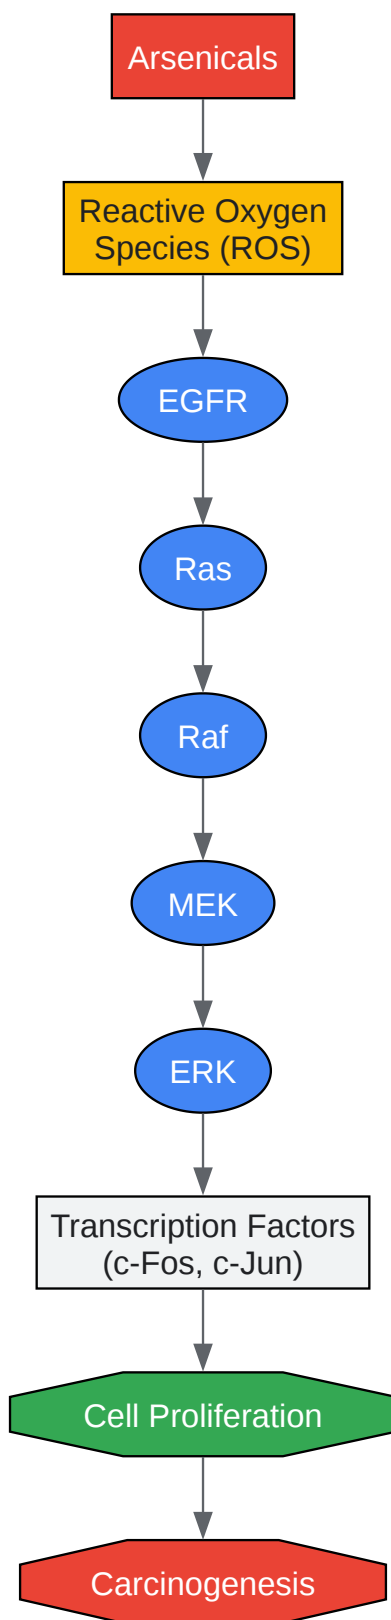 Arsenicals
Reactive Oxygen
Species (ROS)
EGFR
Ras
Raf
MEK
ERK
Transcription Factors
(c-Fos, c-Jun)
Cell Proliferation
Carcinogenesis